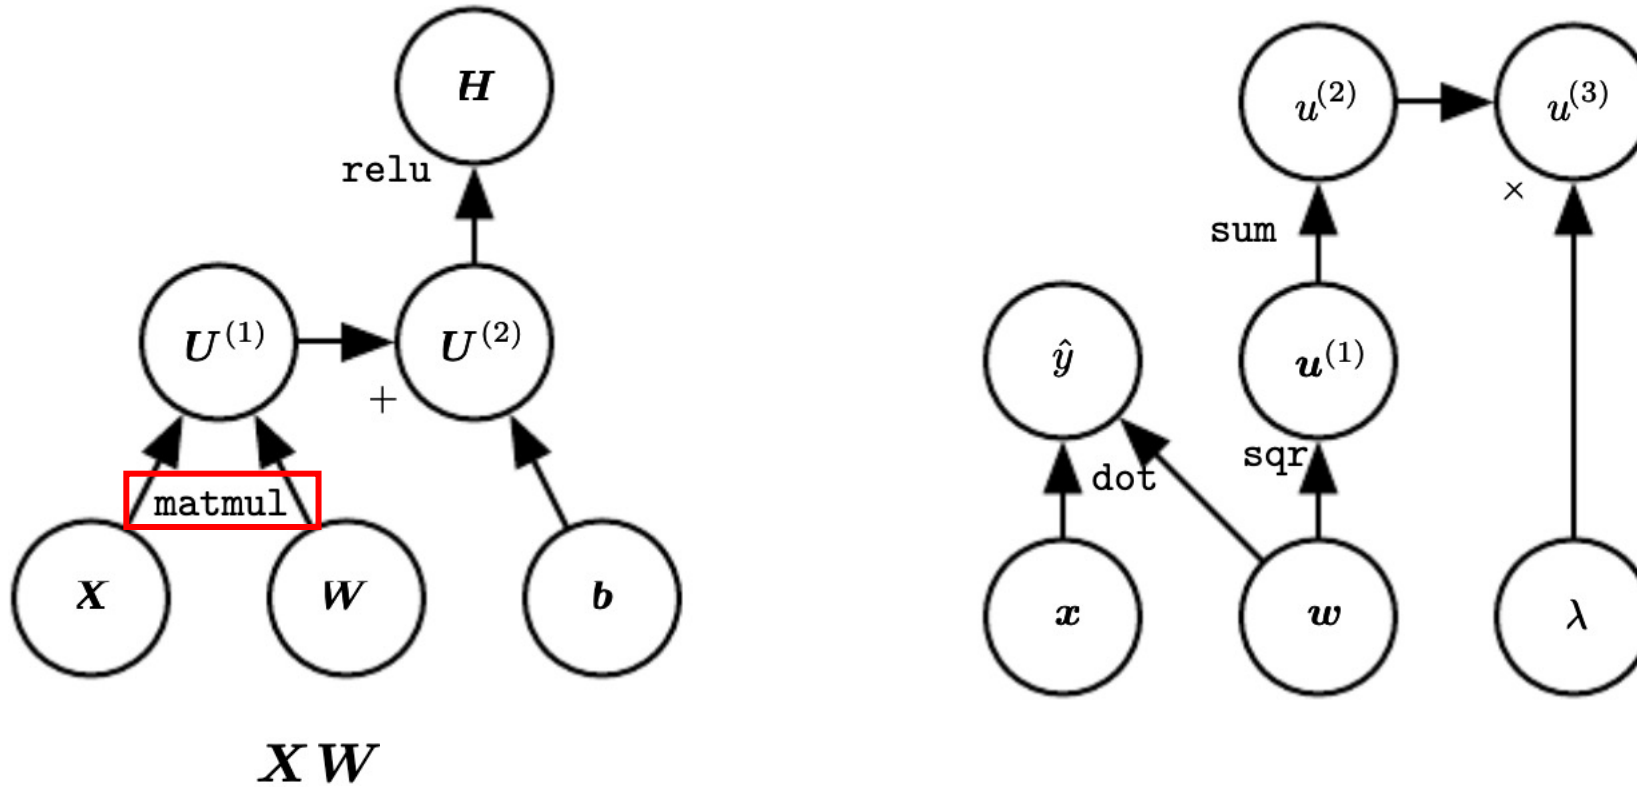 H
relu
U^{(1)}
U^{(2)}
+
matmul
X
W
b
XW
u^{(2)}
u^{(3)}
×
sum
ŷ
u^{(1)}
dot
sqr
x
w
λ